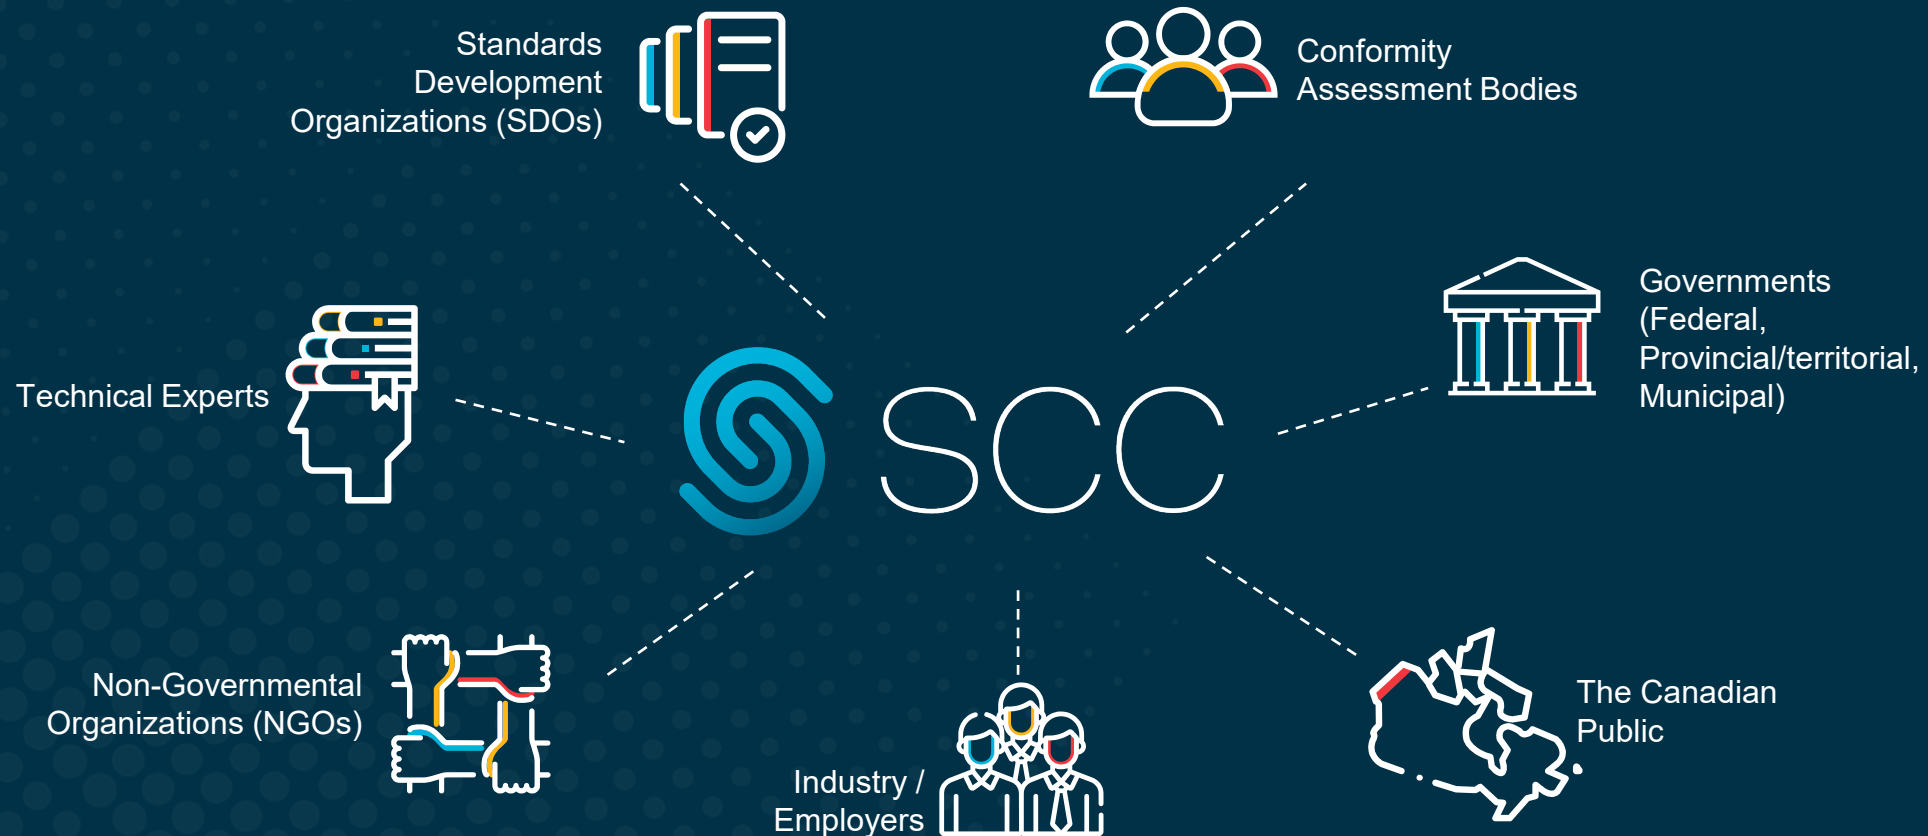 Standards
Development
Organizations (SDOs)
Conformity
Assessment Bodies
Governments
(Federal,
Provincial/territorial,
Municipal)
Technical Experts
SCC
Non-Governmental
Organizations (NGOs)
The Canadian
Public
Industry /
Employers